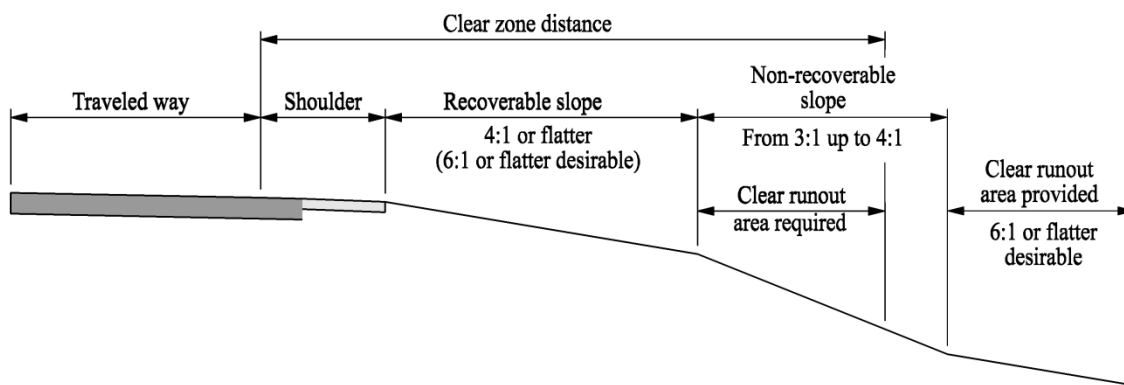 Clear zone distance
Traveled way
Shoulder
Recoverable slope
4:1 or flatter
(6:1 or flatter desirable)
Non-recoverable
slope
From 3:1 up to 4:1
Clear runout
area required
Clear runout
area provided
6:1 or flatter
desirable